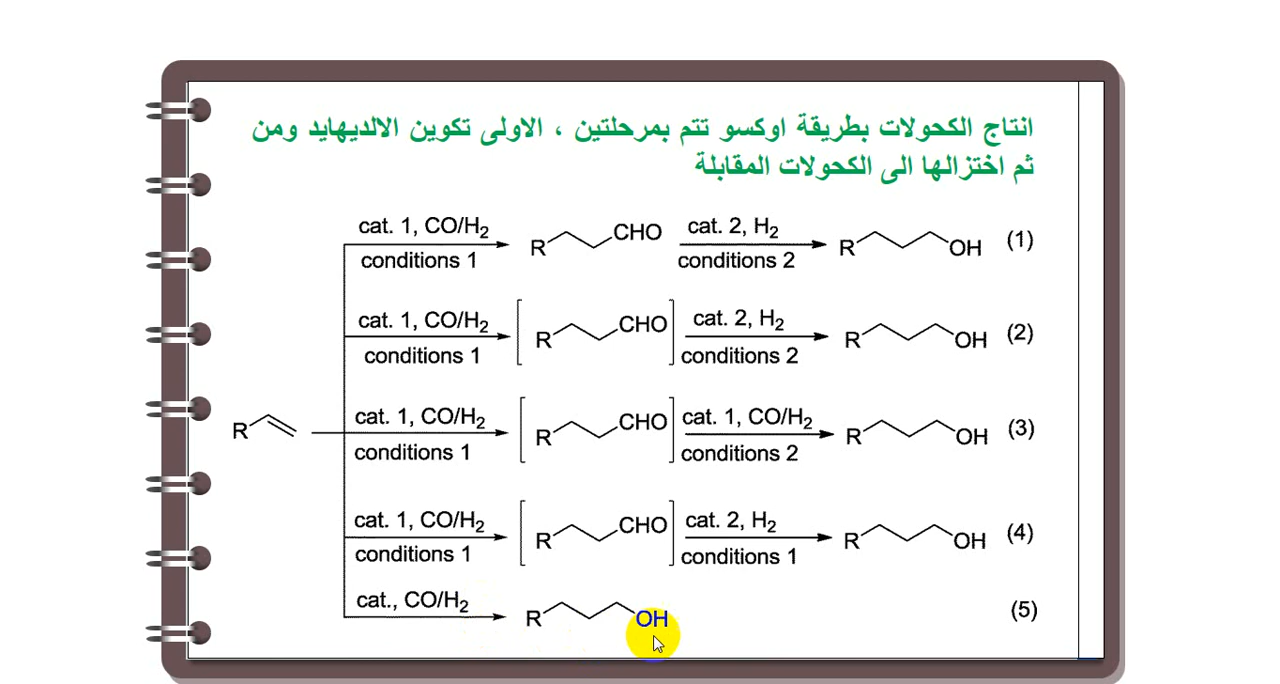 انتاج الكحولات بطريقة اوكسو تتم بمرحلتين ، الاولى تكوين الالديهايد ومن
ثم اختزالها الى الكحولات المقابلة
cat. 1, CO/H₂ cat. 2, H₂
R CHO R OH (1)
conditions 1 conditions 2
cat. 1, CO/H₂ cat. 2, H₂
R CHO R OH (2)
conditions 1 conditions 2
cat. 1, CO/H₂ cat. 1, CO/H₂
R R CHO R OH (3)
conditions 1 conditions 2
cat. 1, CO/H₂ cat. 2, H₂
R CHO R OH (4)
conditions 1 conditions 1
cat., CO/H₂
R OH (5)